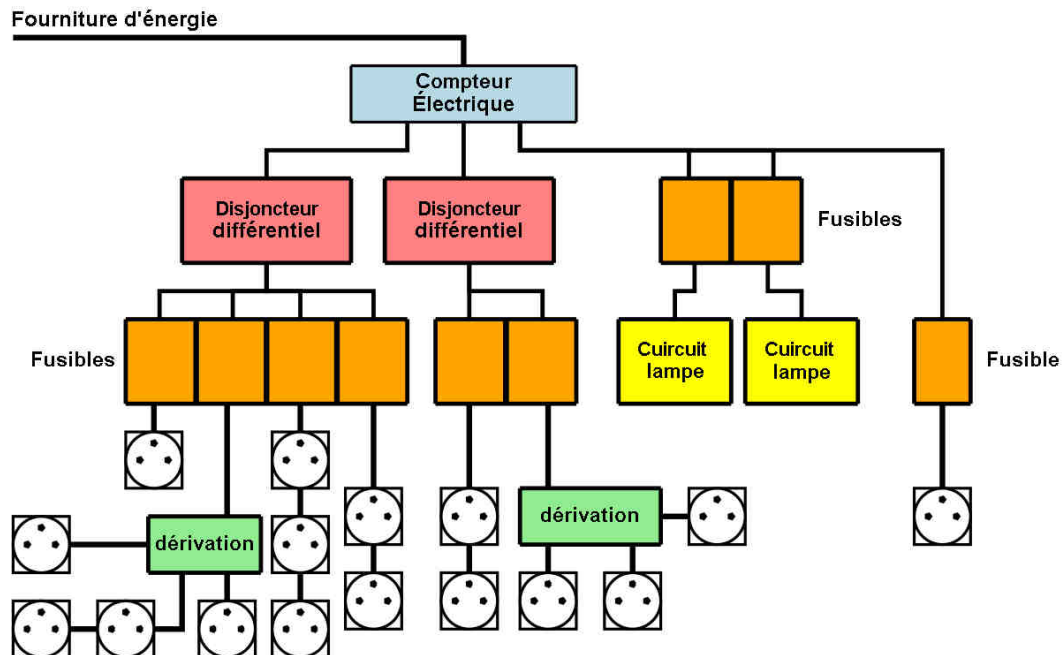 Fourniture d'énergie
Compteur
Électrique
Disjoncteur
différentiel
Disjoncteur
différentiel
Fusibles
Fusibles
Cuircuit
lampe
Cuircuit
lampe
Fusible
dérivation
dérivation